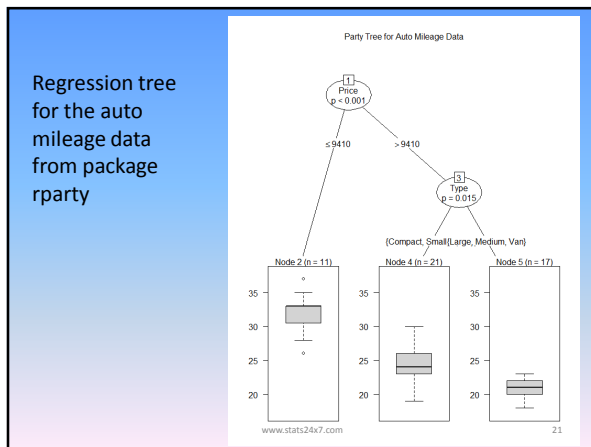 Regression tree
for the auto
mileage data
from package
rparty
Party Tree for Auto Mileage Data
1
Price
p < 0.001
≤ 9410
> 9410
3
Type
p = 0.015
{Compact, Small{Large, Medium, Van}
Node 2 (n = 11)
35
30
25
20
Node 4 (n = 21)
35
30
25
20
Node 5 (n = 17)
35
30
25
20
www.stats24x7.com
21